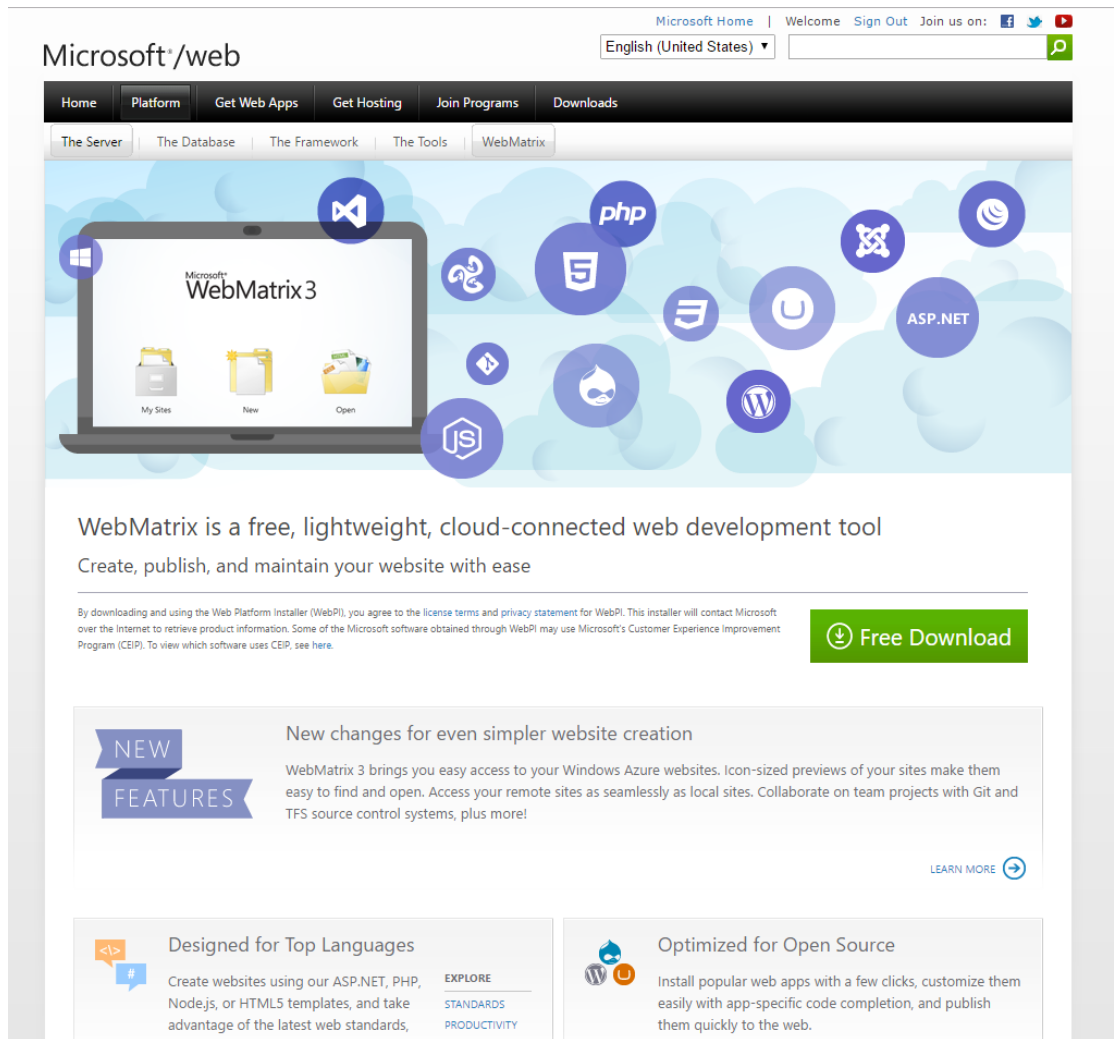 Microsoft Home | Welcome Sign Out Join us on:
Microsoft®/web
English (United States)
Home Platform Get Web Apps Get Hosting Join Programs Downloads
The Server The Database The Framework The Tools WebMatrix
php
Microsoft®
WebMatrix 3
ASP.NET
My Sites New Open
JS
WebMatrix is a free, lightweight, cloud-connected web development tool
Create, publish, and maintain your website with ease
By downloading and using the Web Platform Installer (WebPI), you agree to the license terms and privacy statement for WebPI. This installer will contact Microsoft
over the Internet to retrieve product information. Some of the Microsoft software obtained through WebPI may use Microsoft's Customer Experience Improvement
Program (CEIP). To view which software uses CEIP, see here.
Free Download
NEW
FEATURES
New changes for even simpler website creation
WebMatrix 3 brings you easy access to your Windows Azure websites. Icon-sized previews of your sites make them
easy to find and open. Access your remote sites as seamlessly as local sites. Collaborate on team projects with Git and
TFS source control systems, plus more!
LEARN MORE
Designed for Top Languages
Create websites using our ASP.NET, PHP,
Node.js, or HTML5 templates, and take
advantage of the latest web standards,
EXPLORE
STANDARDS
PRODUCTIVITY
Optimized for Open Source
Install popular web apps with a few clicks, customize them
easily with app-specific code completion, and publish
them quickly to the web.